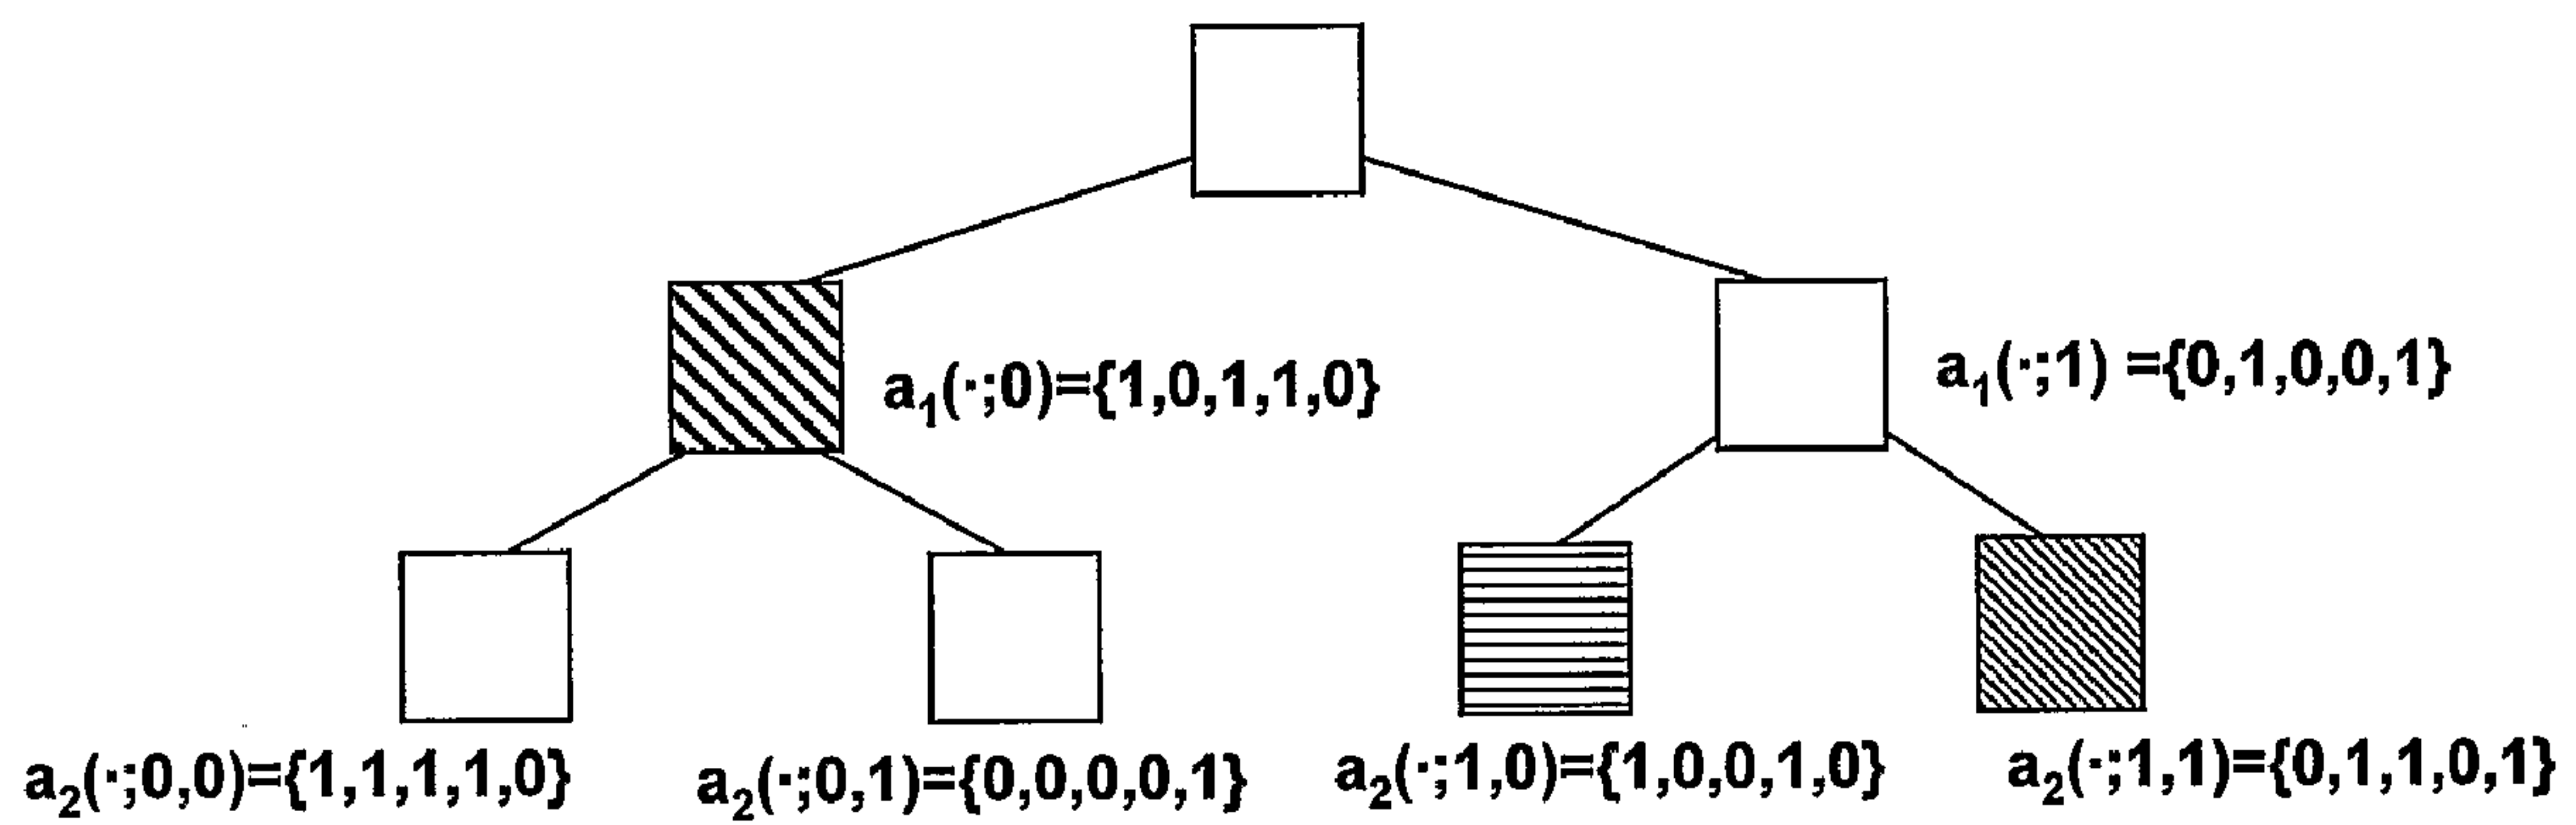 a₁(·;0)={1,0,1,1,0}
a₁(·;1) ={0,1,0,0,1}
a₂(·;0,0)={1,1,1,1,0}
a₂(·;0,1)={0,0,0,0,1}
a₂(·;1,0)={1,0,0,1,0}
a₂(·;1,1)={0,1,1,0,1}